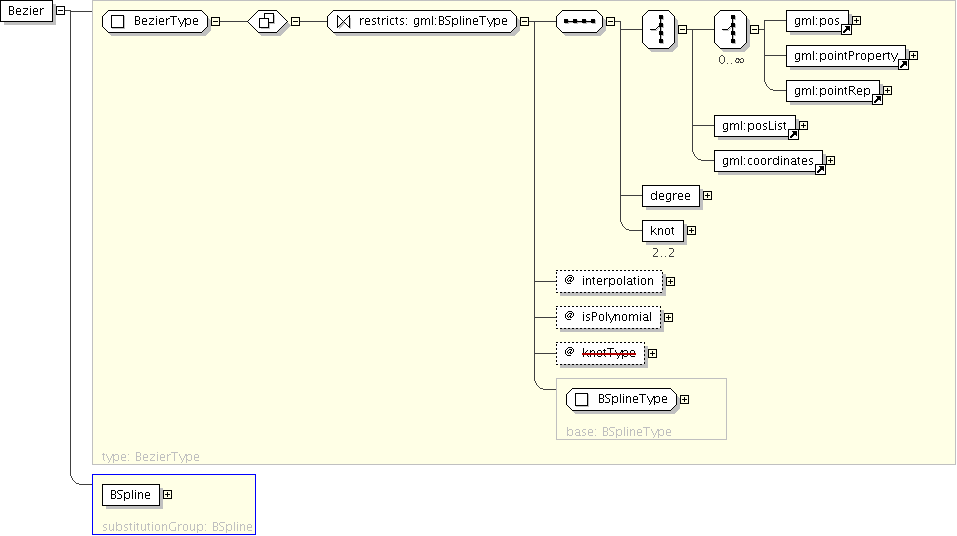 Bezier
BezierType
restricts: gml:BSplineType
gml:pos
0..∞
gml:pointProperty
gml:pointRep
gml:posList
gml:coordinates
degree
knot
2..2
@ interpolation
@ isPolynomial
@ knotType
BSplineType
base: BSplineType
type: BezierType
BSpline
substitutionGroup: BSpline